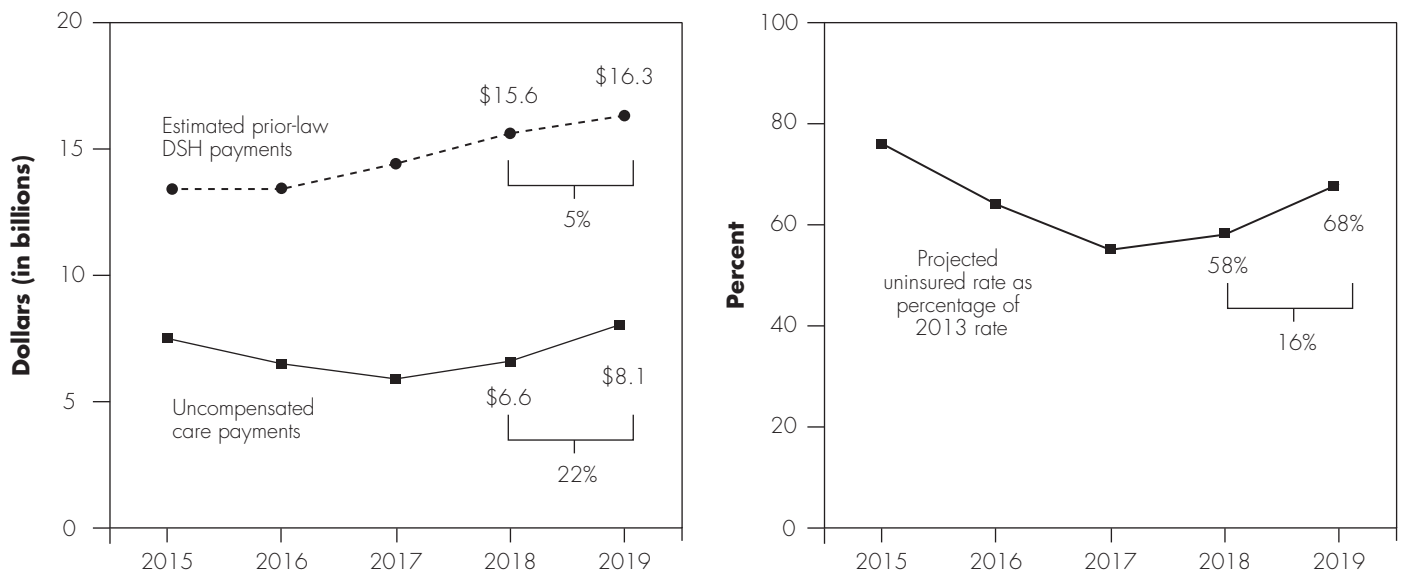 Dollars (in billions)
20
15
10
5
0
Estimated prior-law
DSH payments
$15.6
$16.3
5%
Uncompensated
care payments
$6.6
$8.1
22%
2015 2016 2017 2018 2019
Percent
100
80
60
40
20
0
Projected
uninsured rate as
percentage of
2013 rate
58%
68%
16%
2015 2016 2017 2018 2019